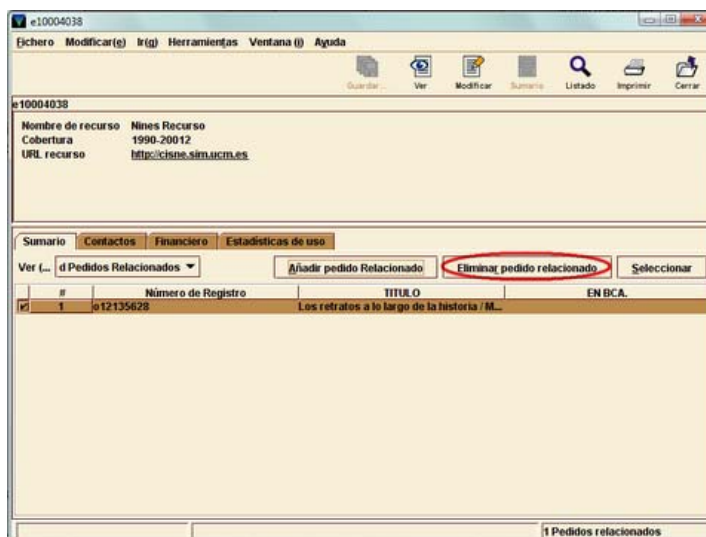 e10004038
Fichero Modificar(e) Ir(g) Herramientas Ventana (i) Ayuda
Guardar... Ver Modificar Sumario Listado Imprimir Cerrar
e10004038
Nombre de recurso Nines Recurso
Cobertura 1990-20012
URL recurso http://cisne.sim.ucm.es
Sumario Contactos Financiero Estadísticas de uso
Ver (... d Pedidos Relacionados Añadir pedido Relacionado Eliminar pedido relacionado Seleccionar
# Número de Registro TITULO EN BCA.
1 o12135628 Los retratos a lo largo de la historia / M...
1 Pedidos relacionados